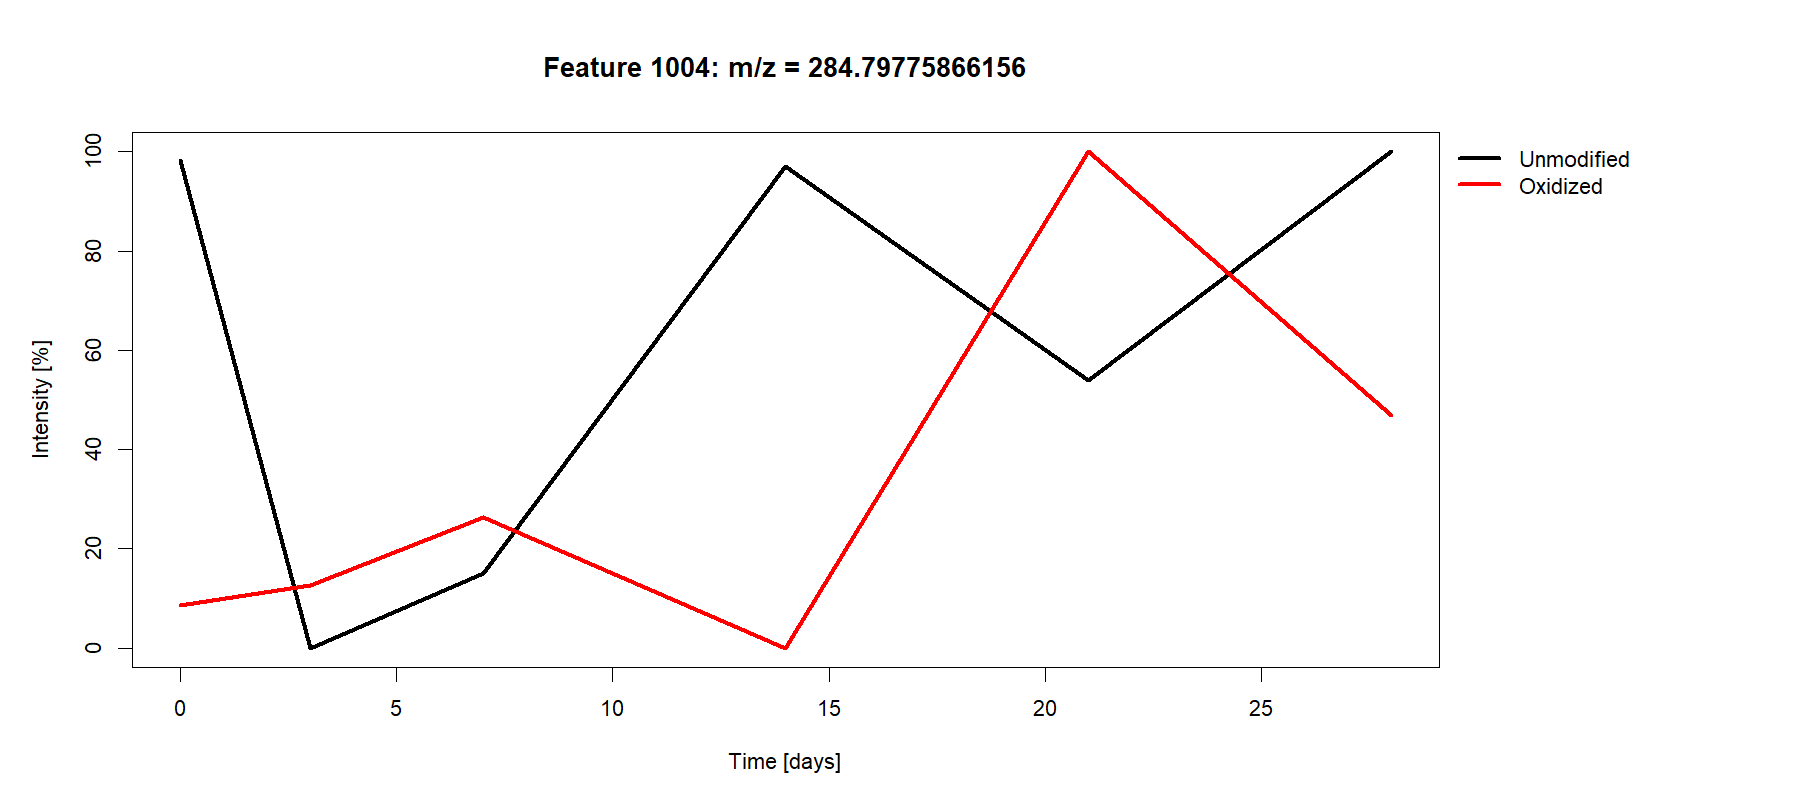 Feature 1004: m/z = 284.79775866156
Unmodified
Oxidized
100
80
60
40
20
0
Intensity [%]
0 5 10 15 20 25
Time [days]